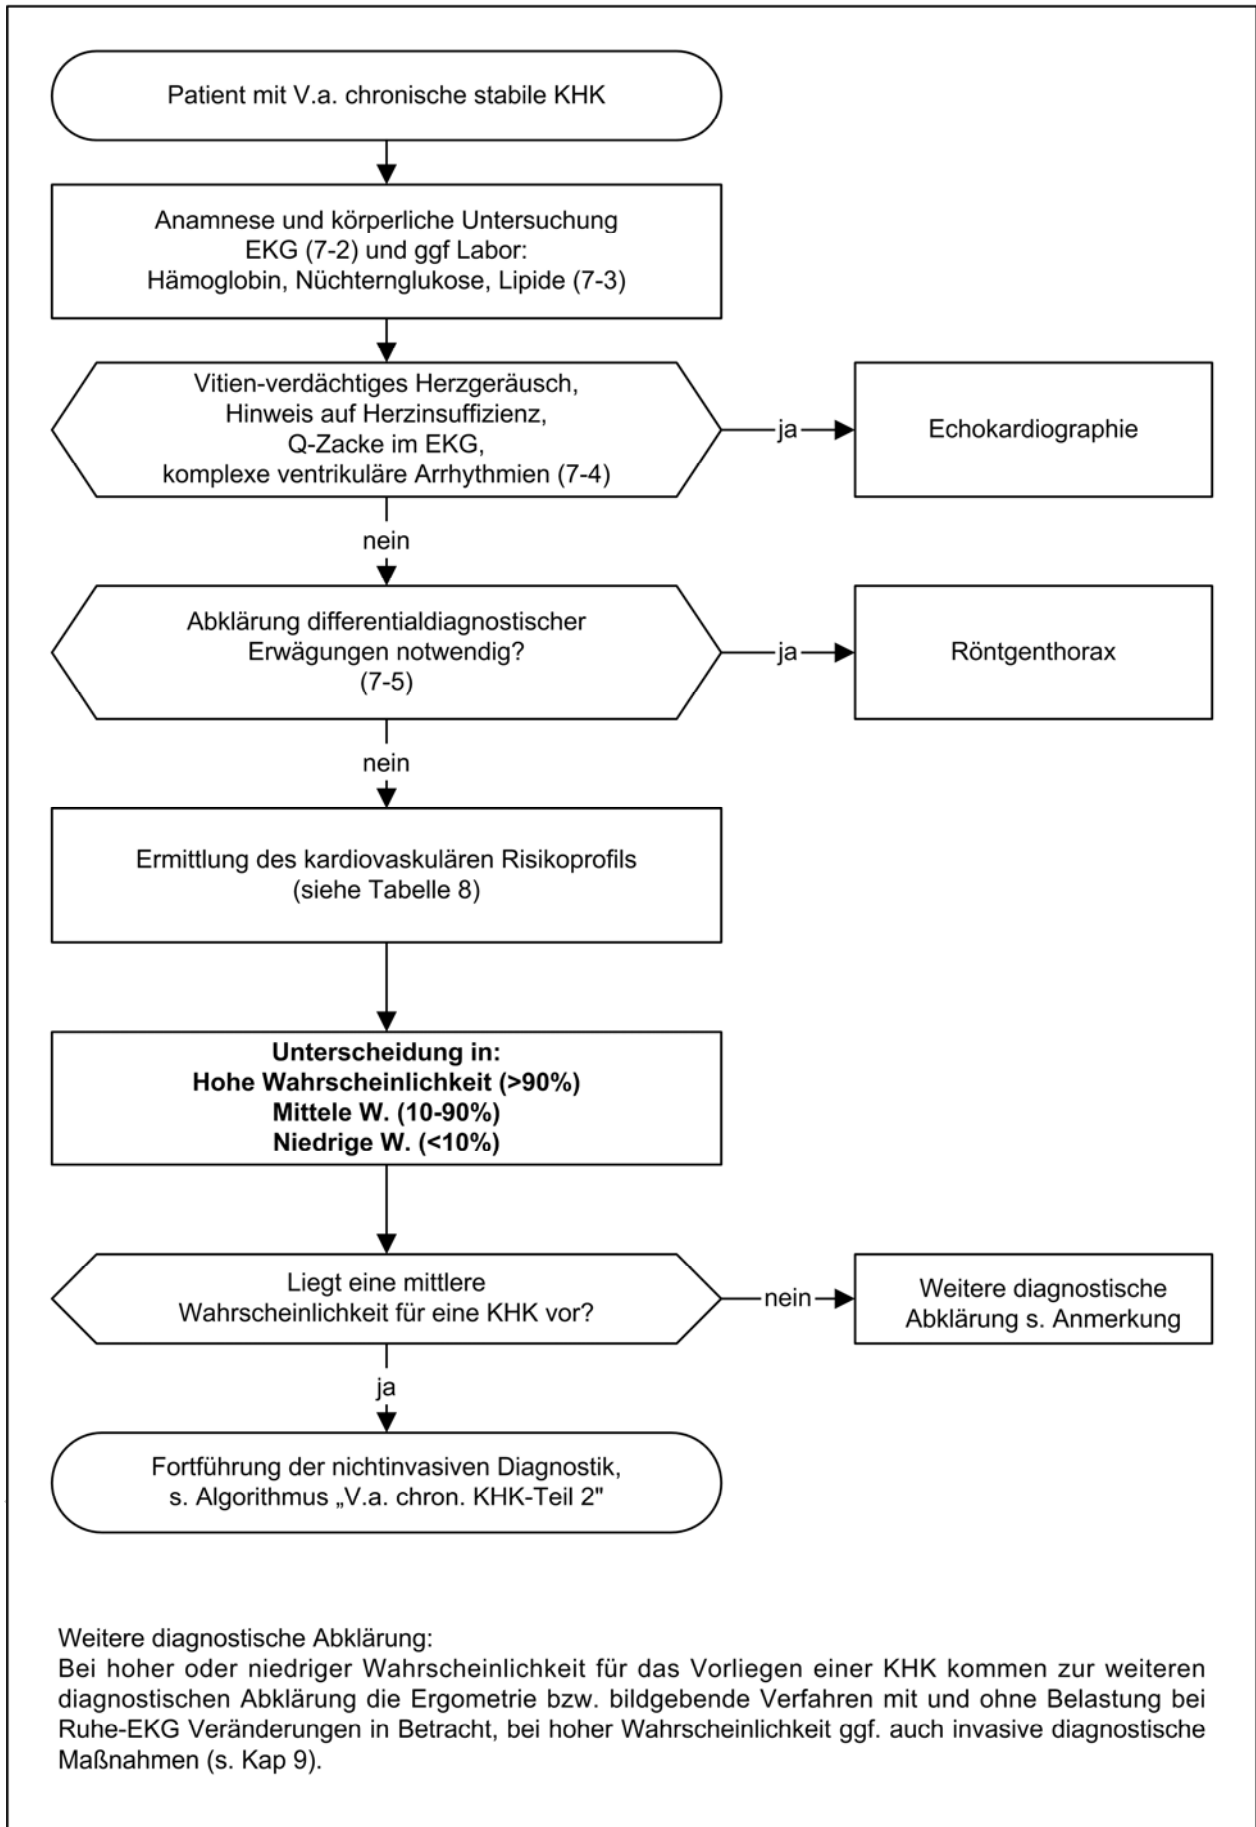 Patient mit V.a. chronische stabile KHK
Anamnese und körperliche Untersuchung
EKG (7-2) und ggf Labor:
Hämoglobin, Nüchternglukose, Lipide (7-3)
Vitien-verdächtiges Herzgeräusch,
Hinweis auf Herzinsuffizienz,
Q-Zacke im EKG,
komplexe ventrikuläre Arrhythmien (7-4)
ja
Echokardiographie
nein
Abklärung differentialdiagnostischer
Erwägungen notwendig?
(7-5)
ja
Röntgenthorax
nein
Ermittlung des kardiovaskulären Risikoprofils
(siehe Tabelle 8)
Unterscheidung in:
Hohe Wahrscheinlichkeit (>90%)
Mittele W. (10-90%)
Niedrige W. (<10%)
Liegt eine mittlere
Wahrscheinlichkeit für eine KHK vor?
nein
Weitere diagnostische
Abklärung s. Anmerkung
ja
Fortführung der nichtinvasiven Diagnostik,
s. Algorithmus „V.a. chron. KHK-Teil 2"
Weitere diagnostische Abklärung:
Bei hoher oder niedriger Wahrscheinlichkeit für das Vorliegen einer KHK kommen zur weiteren
diagnostischen Abklärung die Ergometrie bzw. bildgebende Verfahren mit und ohne Belastung bei
Ruhe-EKG Veränderungen in Betracht, bei hoher Wahrscheinlichkeit ggf. auch invasive diagnostische
Maßnahmen (s. Kap 9).